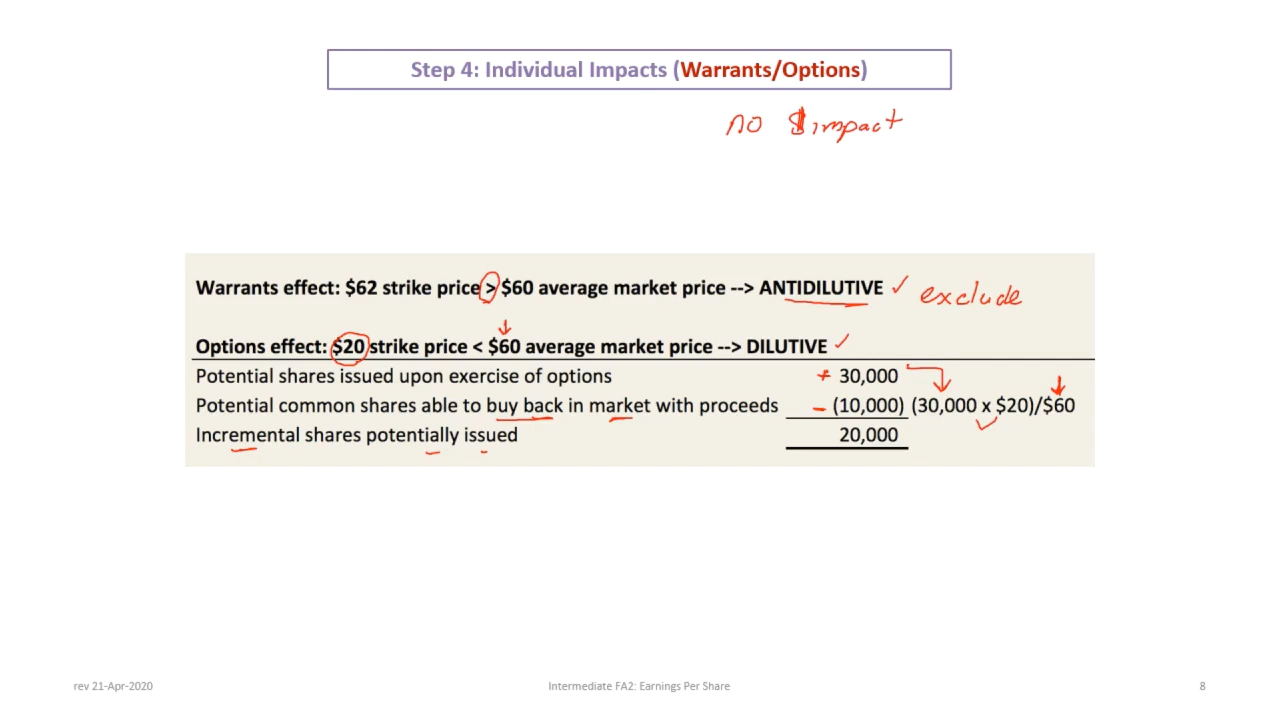 Step 4: Individual Impacts (Warrants/Options)
no $ impact
Warrants effect: $62 strike price > $60 average market price --> ANTIDILUTIVE ✓ exclude
Options effect: $20 strike price < $60 average market price --> DILUTIVE ✓
Potential shares issued upon exercise of options + 30,000
Potential common shares able to buy back in market with proceeds - (10,000) (30,000 x $20)/$60
Incremental shares potentially issued 20,000
rev 21-Apr-2020 Intermediate FA2: Earnings Per Share 8